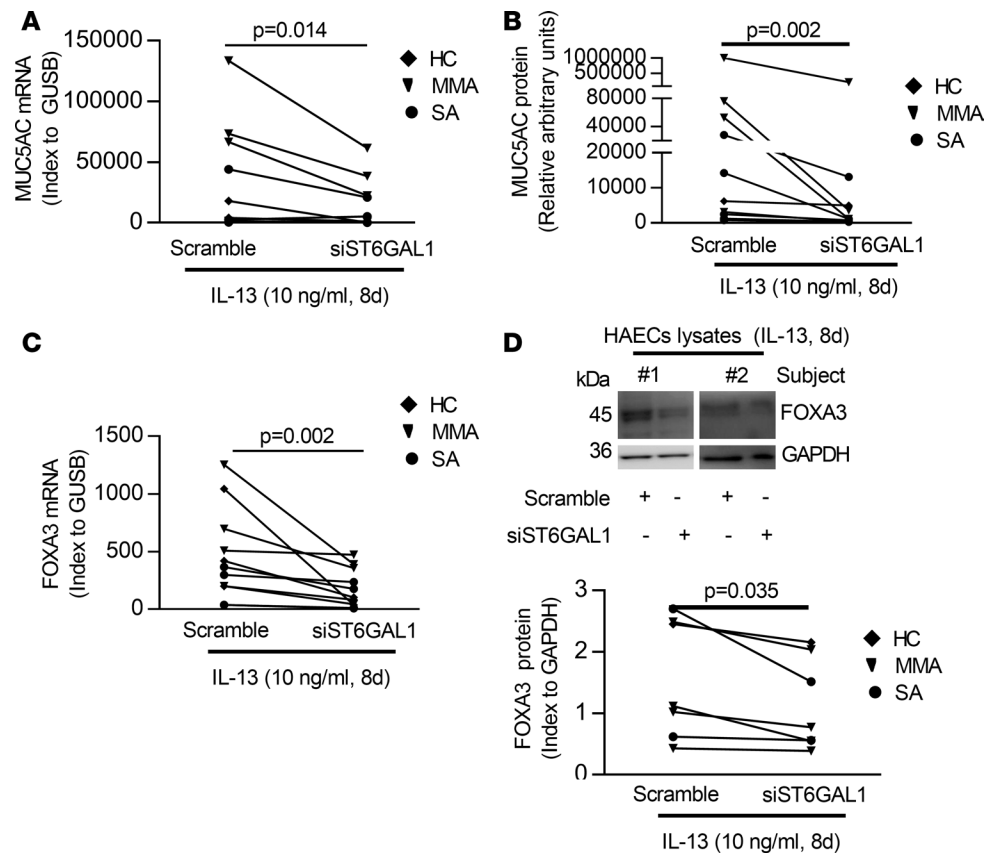 A
150000
100000
50000
0
MUC5AC mRNA
(Index to GUSB)
p=0.014
HC
MMA
SA
Scramble
siST6GAL1
IL-13 (10 ng/ml, 8d)
B
1000000
500000
80000
40000
20000
10000
0
MUC5AC protein
(Relative arbitrary units)
p=0.002
HC
MMA
SA
Scramble
siST6GAL1
IL-13 (10 ng/ml, 8d)
C
1500
1000
500
0
FOXA3 mRNA
(Index to GUSB)
p=0.002
HC
MMA
SA
Scramble
siST6GAL1
IL-13 (10 ng/ml, 8d)
D
HAECs lysates (IL-13, 8d)
kDa #1 #2 Subject
45 FOXA3
36 GAPDH
Scramble + - + -
siST6GAL1 - + - +
3
2
1
0
FOXA3 protein
(Index to GAPDH)
p=0.035
HC
MMA
SA
Scramble
siST6GAL1
IL-13 (10 ng/ml, 8d)